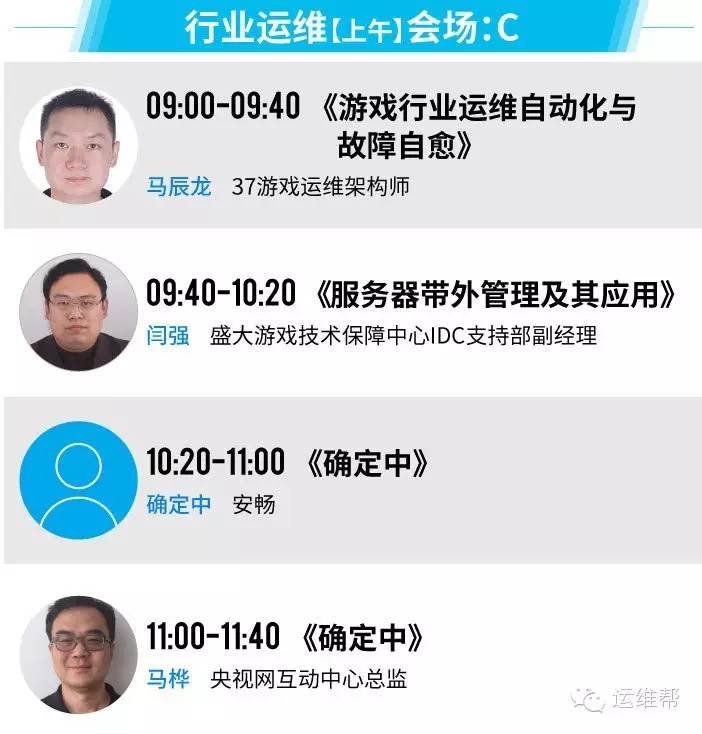 行业运维【上午】会场:C
09:00-09:40 《游戏行业运维自动化与
故障自愈》
马辰龙 37游戏运维架构师
09:40-10:20 《服务器带外管理及其应用》
闫强 盛大游戏技术保障中心IDC支持部副经理
10:20-11:00 《确定中》
确定中 安畅
11:00-11:40 《确定中》
马桦 央视网互动中心总监
运维帮